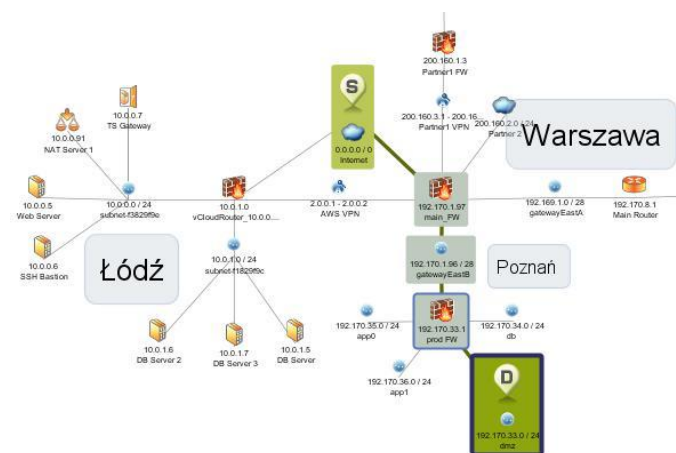 200.160.1.3
Partner1 FW
S
10.0.0.7
TS Gateway
200.160.3.1 - 200.16...
Partner1 VPN
200.160.2.0 / 24
Partner 2
Warszawa
10.0.0.91
NAT Server 1
0.0.0.0 / 0
Internet
10.0.0.5
Web Server
10.0.0.0 / 24
subnet-f3829f9e
10.0.1.0
vCloudRouter_10.0.0....
2.0.0.1 - 2.0.0.2
AWS VPN
192.170.1.97
main_FW
192.169.1.0 / 28
gatewayEastA
192.170.8.1
Main Router
10.0.0.6
SSH Bastion
Łódź
10.0.1.0 / 24
subnet-f1829f9c
192.170.1.96 / 28
gatewayEastB
Poznań
10.0.1.6
DB Server 2
10.0.1.7
DB Server 3
10.0.1.5
DB Server
192.170.35.0 / 24
app0
192.170.33.1
prod FW
192.170.34.0 / 24
db
192.170.36.0 / 24
app1
D
192.170.33.0 / 24
dmz